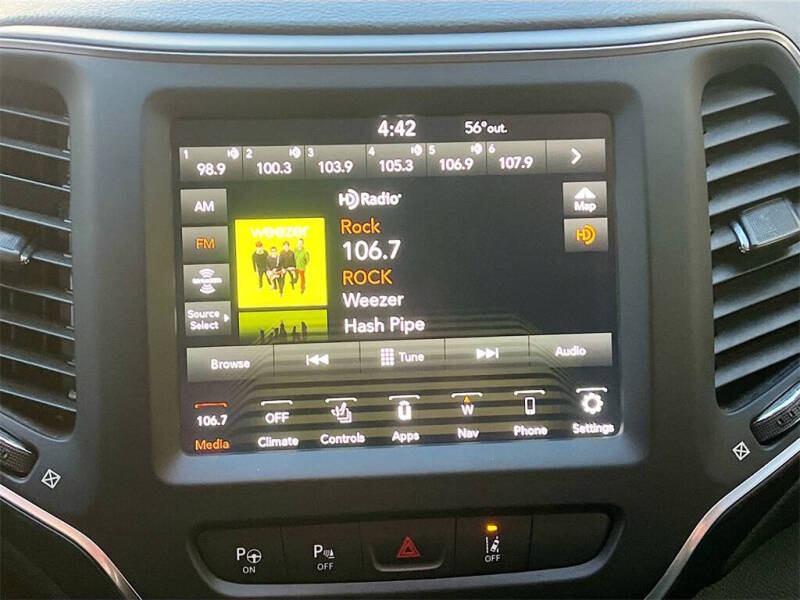 4:42 56° out.
1 2 3 4 5 6
98.9 100.3 103.9 105.3 106.9 107.9
HD Radio
AM
Map
FM
HD
weezer
Rock
106.7
ROCK
Weezer
Hash Pipe
Source
Select
Browse
Tune
Audio
106.7 OFF W
Media Climate Controls Apps Nav Phone Settings
P P
ON OFF OFF